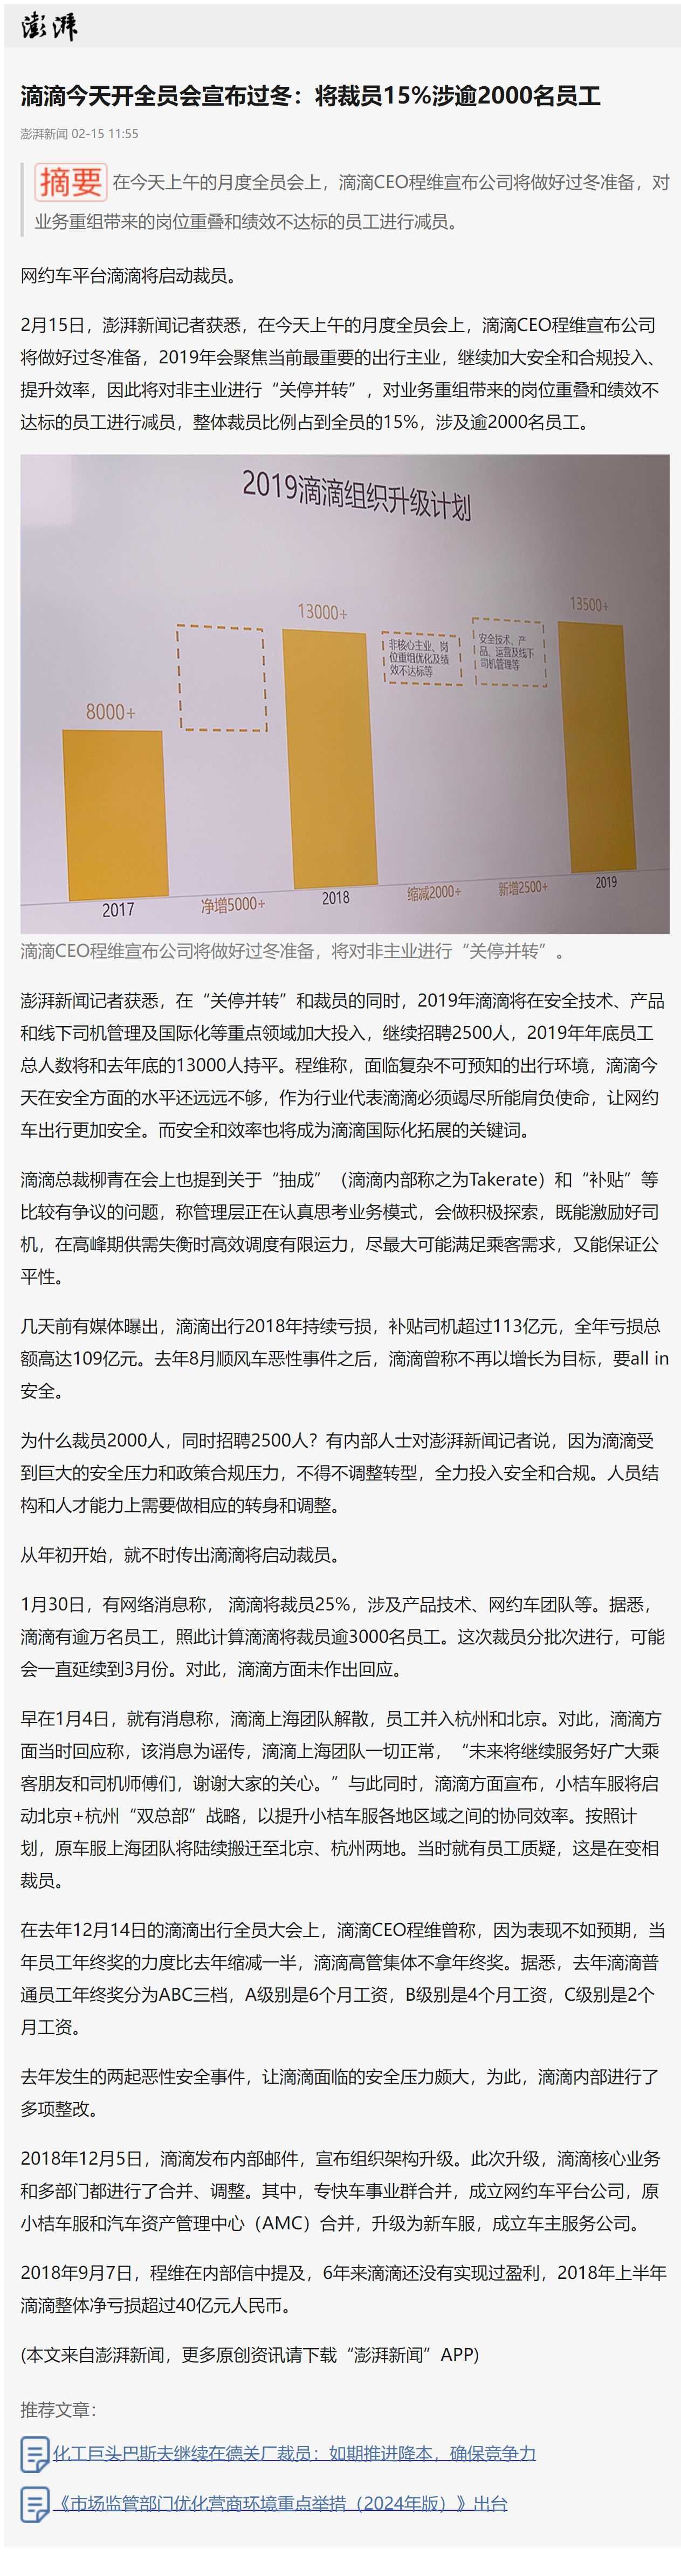 澎湃
滴滴今天开全员会宣布过冬：将裁员15%涉逾2000名员工
澎湃新闻 02-15 11:55
摘要 在今天上午的月度全员会上，滴滴CEO程维宣布公司将做好过冬准备，对
业务重组带来的岗位重叠和绩效不达标的员工进行减员。
网约车平台滴滴将启动裁员。
2月15日，澎湃新闻记者获悉，在今天上午的月度全员会上，滴滴CEO程维宣布公司
将做好过冬准备，2019年会聚焦当前最重要的出行主业，继续加大安全和合规投入、
提升效率，因此将对非主业进行“关停并转”，对业务重组带来的岗位重叠和绩效不
达标的员工进行减员，整体裁员比例占到全员的15%，涉及逾2000名员工。
2019滴滴组织升级计划
13000+
13500+
非核心主业、岗
位重组优化及绩
效不达标等
安全技术、产
品、运营及线下
司机管理等
8000+
2017
净增5000+
2018
缩减2000+
新增2500+
2019
滴滴CEO程维宣布公司将做好过冬准备，将对非主业进行“关停并转”。
澎湃新闻记者获悉，在“关停并转”和裁员的同时，2019年滴滴将在安全技术、产品
和线下司机管理及国际化等重点领域加大投入，继续招聘2500人，2019年年底员工
总人数将和去年底的13000人持平。程维称，面临复杂不可预知的出行环境，滴滴今
天在安全方面的水平还远远不够，作为行业代表滴滴必须竭尽所能肩负使命，让网约
车出行更加安全。而安全和效率也将成为滴滴国际化拓展的关键词。
滴滴总裁柳青在会上也提到关于“抽成”（滴滴内部称之为Takerate）和“补贴”等
比较有争议的问题，称管理层正在认真思考业务模式，会做积极探索，既能激励好司
机，在高峰期供需失衡时高效调度有限运力，尽最大可能满足乘客需求，又能保证公
平性。
几天前有媒体曝出，滴滴出行2018年持续亏损，补贴司机超过113亿元，全年亏损总
额高达109亿元。去年8月顺风车恶性事件之后，滴滴曾称不再以增长为目标，要all in
安全。
为什么裁员2000人，同时招聘2500人？有内部人士对澎湃新闻记者说，因为滴滴受
到巨大的安全压力和政策合规压力，不得不调整转型，全力投入安全和合规。人员结
构和人才能力上需要做相应的转身和调整。
从年初开始，就不时传出滴滴将启动裁员。
1月30日，有网络消息称， 滴滴将裁员25%，涉及产品技术、网约车团队等。据悉，
滴滴有逾万名员工，照此计算滴滴将裁员逾3000名员工。这次裁员分批次进行，可能
会一直延续到3月份。对此，滴滴方面未作出回应。
早在1月4日，就有消息称，滴滴上海团队解散，员工并入杭州和北京。对此，滴滴方
面当时回应称，该消息为谣传，滴滴上海团队一切正常，“未来将继续服务好广大乘
客朋友和司机师傅们，谢谢大家的关心。”与此同时，滴滴方面宣布，小桔车服将启
动北京+杭州“双总部”战略，以提升小桔车服各地区域之间的协同效率。按照计
划，原车服上海团队将陆续搬迁至北京、杭州两地。当时就有员工质疑，这是在变相
裁员。
在去年12月14日的滴滴出行全员大会上，滴滴CEO程维曾称，因为表现不如预期，当
年员工年终奖的力度比去年缩减一半，滴滴高管集体不拿年终奖。据悉，去年滴滴普
通员工年终奖分为ABC三档，A级别是6个月工资，B级别是4个月工资，C级别是2个
月工资。
去年发生的两起恶性安全事件，让滴滴面临的安全压力颇大，为此，滴滴内部进行了
多项整改。
2018年12月5日，滴滴发布内部邮件，宣布组织架构升级。此次升级，滴滴核心业务
和多部门都进行了合并、调整。其中，专快车事业群合并，成立网约车平台公司，原
小桔车服和汽车资产管理中心（AMC）合并，升级为新车服，成立车主服务公司。
2018年9月7日，程维在内部信中提及，6年来滴滴还没有实现过盈利，2018年上半年
滴滴整体净亏损超过40亿元人民币。
(本文来自澎湃新闻，更多原创资讯请下载“澎湃新闻”APP)
推荐文章：
化工巨头巴斯夫继续在德关厂裁员：如期推进降本，确保竞争力
《市场监管部门优化营商环境重点举措（2024年版）》出台